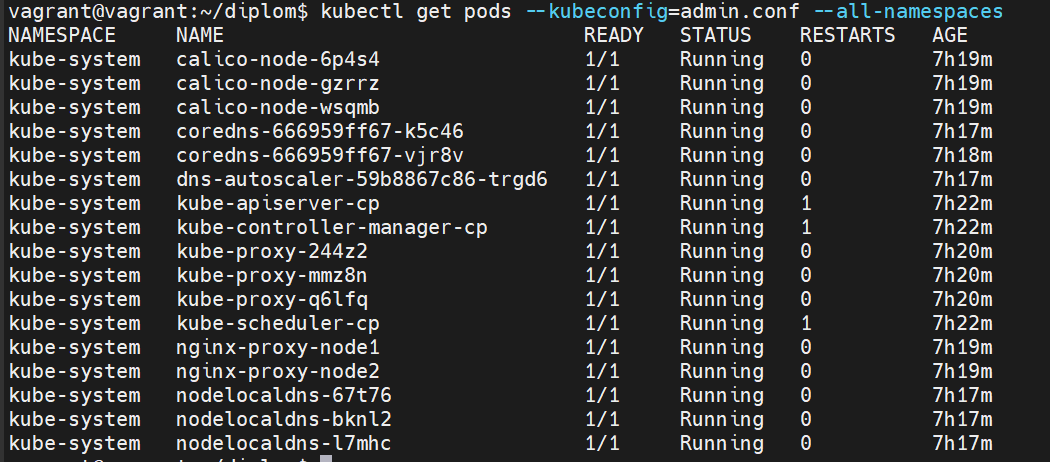 vagrant@vagrant:~/diplom$ kubectl get pods --kubeconfig=admin.conf --all-namespaces
NAMESPACE     NAME                              READY   STATUS    RESTARTS   AGE
kube-system   calico-node-6p4s4                 1/1     Running   0          7h19m
kube-system   calico-node-gzrrz                 1/1     Running   0          7h19m
kube-system   calico-node-wsqmb                 1/1     Running   0          7h19m
kube-system   coredns-666959ff67-k5c46          1/1     Running   0          7h17m
kube-system   coredns-666959ff67-vjr8v          1/1     Running   0          7h18m
kube-system   dns-autoscaler-59b8867c86-trgd6   1/1     Running   0          7h17m
kube-system   kube-apiserver-cp                 1/1     Running   1          7h22m
kube-system   kube-controller-manager-cp        1/1     Running   1          7h22m
kube-system   kube-proxy-244z2                  1/1     Running   0          7h20m
kube-system   kube-proxy-mmz8n                  1/1     Running   0          7h20m
kube-system   kube-proxy-q6lfq                  1/1     Running   0          7h20m
kube-system   kube-scheduler-cp                 1/1     Running   1          7h22m
kube-system   nginx-proxy-node1                 1/1     Running   0          7h19m
kube-system   nginx-proxy-node2                 1/1     Running   0          7h19m
kube-system   nodelocaldns-67t76                1/1     Running   0          7h17m
kube-system   nodelocaldns-bknl2                1/1     Running   0          7h17m
kube-system   nodelocaldns-l7mhc                1/1     Running   0          7h17m